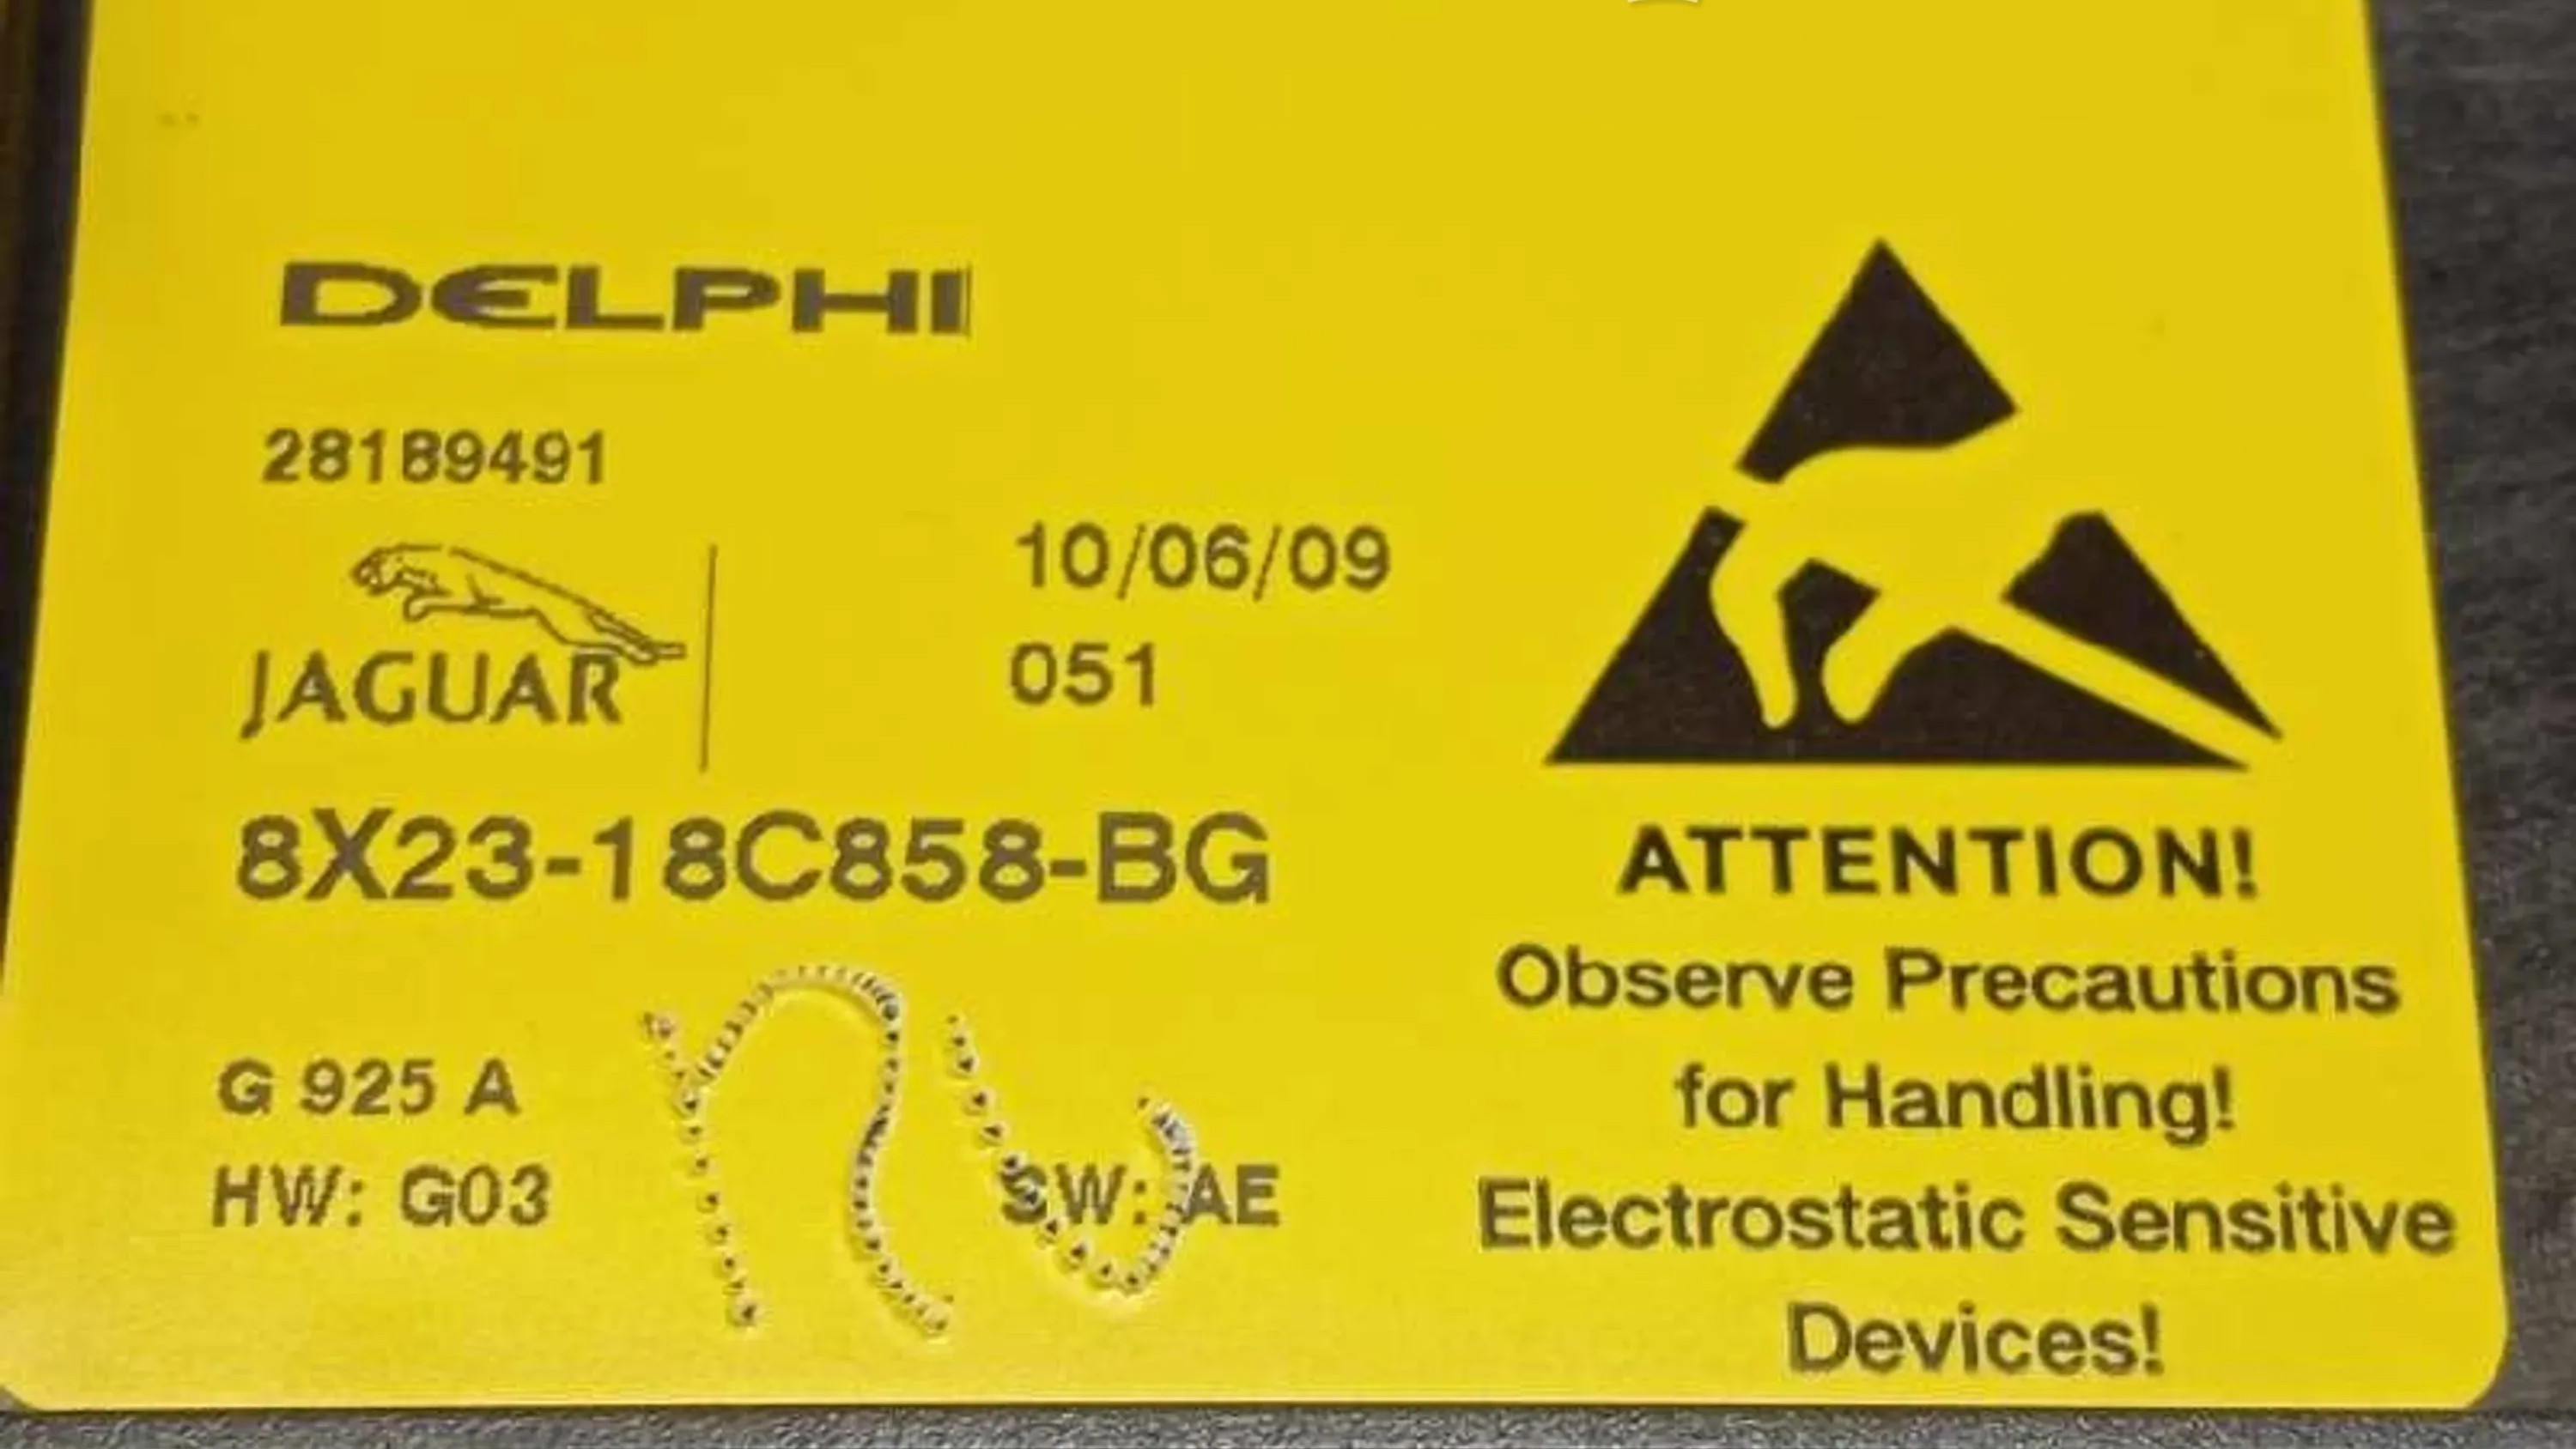 DELPHI
28189491
JAGUAR
10/06/09
051
8X23-18C858-BG
G 925 A
HW: G03
SW: AE
ATTENTION!
Observe Precautions
for Handling!
Electrostatic Sensitive
Devices!